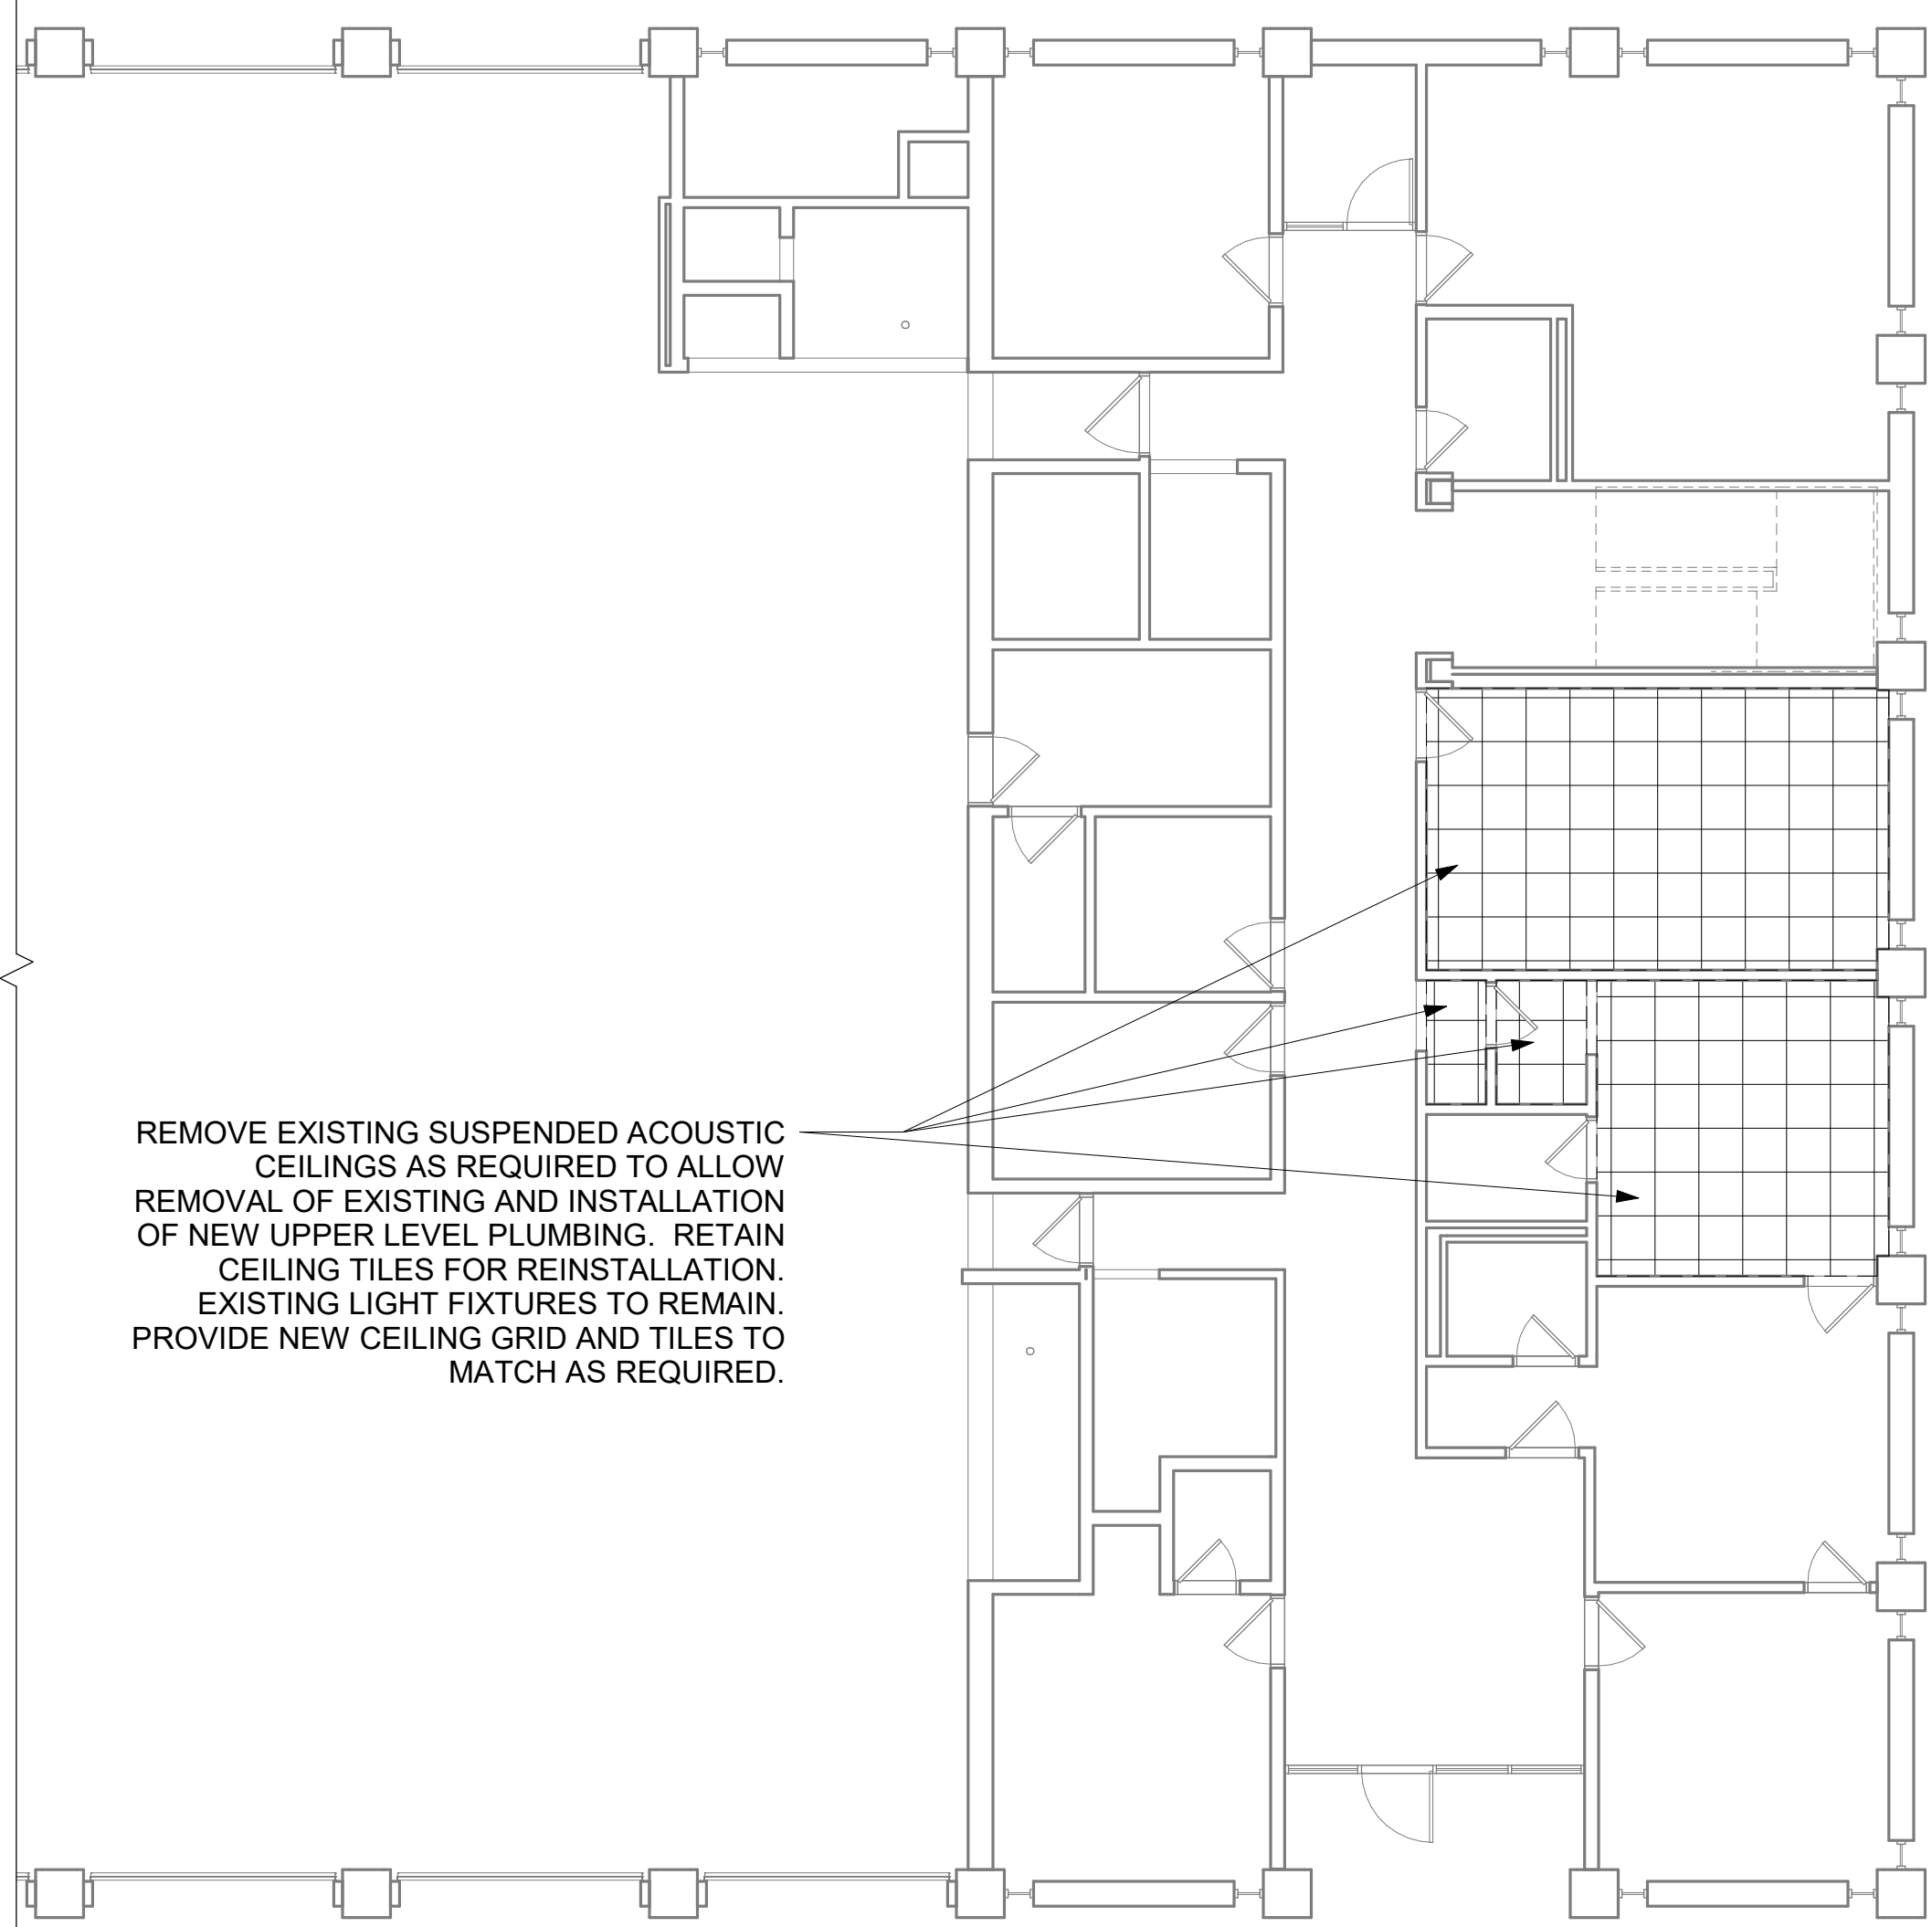 REMOVE EXISTING SUSPENDED ACOUSTIC
CEILINGS AS REQUIRED TO ALLOW
REMOVAL OF EXISTING AND INSTALLATION
OF NEW UPPER LEVEL PLUMBING.  RETAIN
CEILING TILES FOR REINSTALLATION.
EXISTING LIGHT FIXTURES TO REMAIN.
PROVIDE NEW CEILING GRID AND TILES TO
MATCH AS REQUIRED.